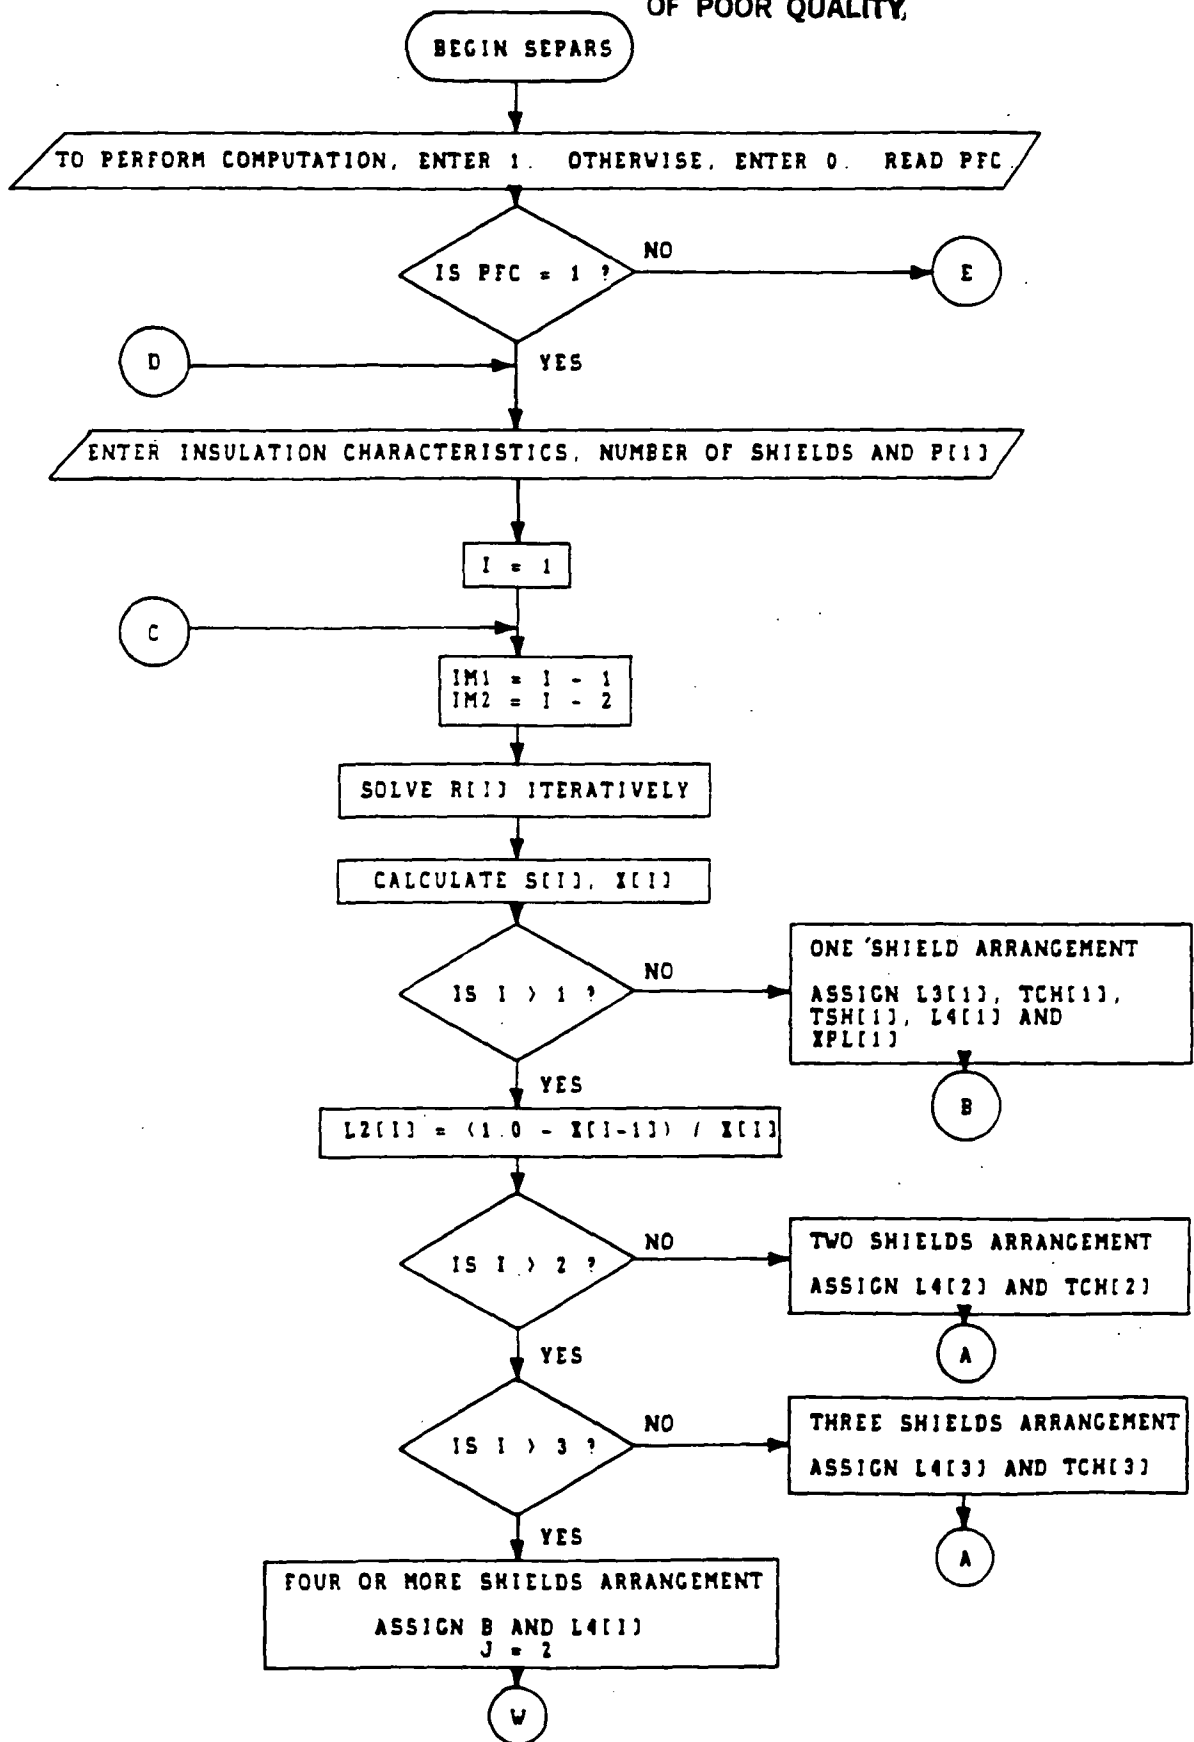 OF POOR QUALITY
BEGIN SEPARS
TO PERFORM COMPUTATION, ENTER 1. OTHERWISE, ENTER 0. READ PFC.
IS PFC = 1 ?
NO
E
D
YES
ENTER INSULATION CHARACTERISTICS, NUMBER OF SHIELDS AND P[1]
I = 1
C
IM1 = I - 1
IM2 = I - 2
SOLVE R[I] ITERATIVELY
CALCULATE S[I], X[I]
IS I > 1 ?
NO
ONE SHIELD ARRANGEMENT
ASSIGN L3[1], TCH[1],
TSH[1], L4[1] AND
XPL[1]
B
YES
L2[I] = (1.0 - X[I-1]) / X[I]
IS I > 2 ?
NO
TWO SHIELDS ARRANGEMENT
ASSIGN L4[2] AND TCH[2]
A
YES
IS I > 3 ?
NO
THREE SHIELDS ARRANGEMENT
ASSIGN L4[3] AND TCH[3]
A
YES
FOUR OR MORE SHIELDS ARRANGEMENT
ASSIGN B AND L4[I]
J = 2
W